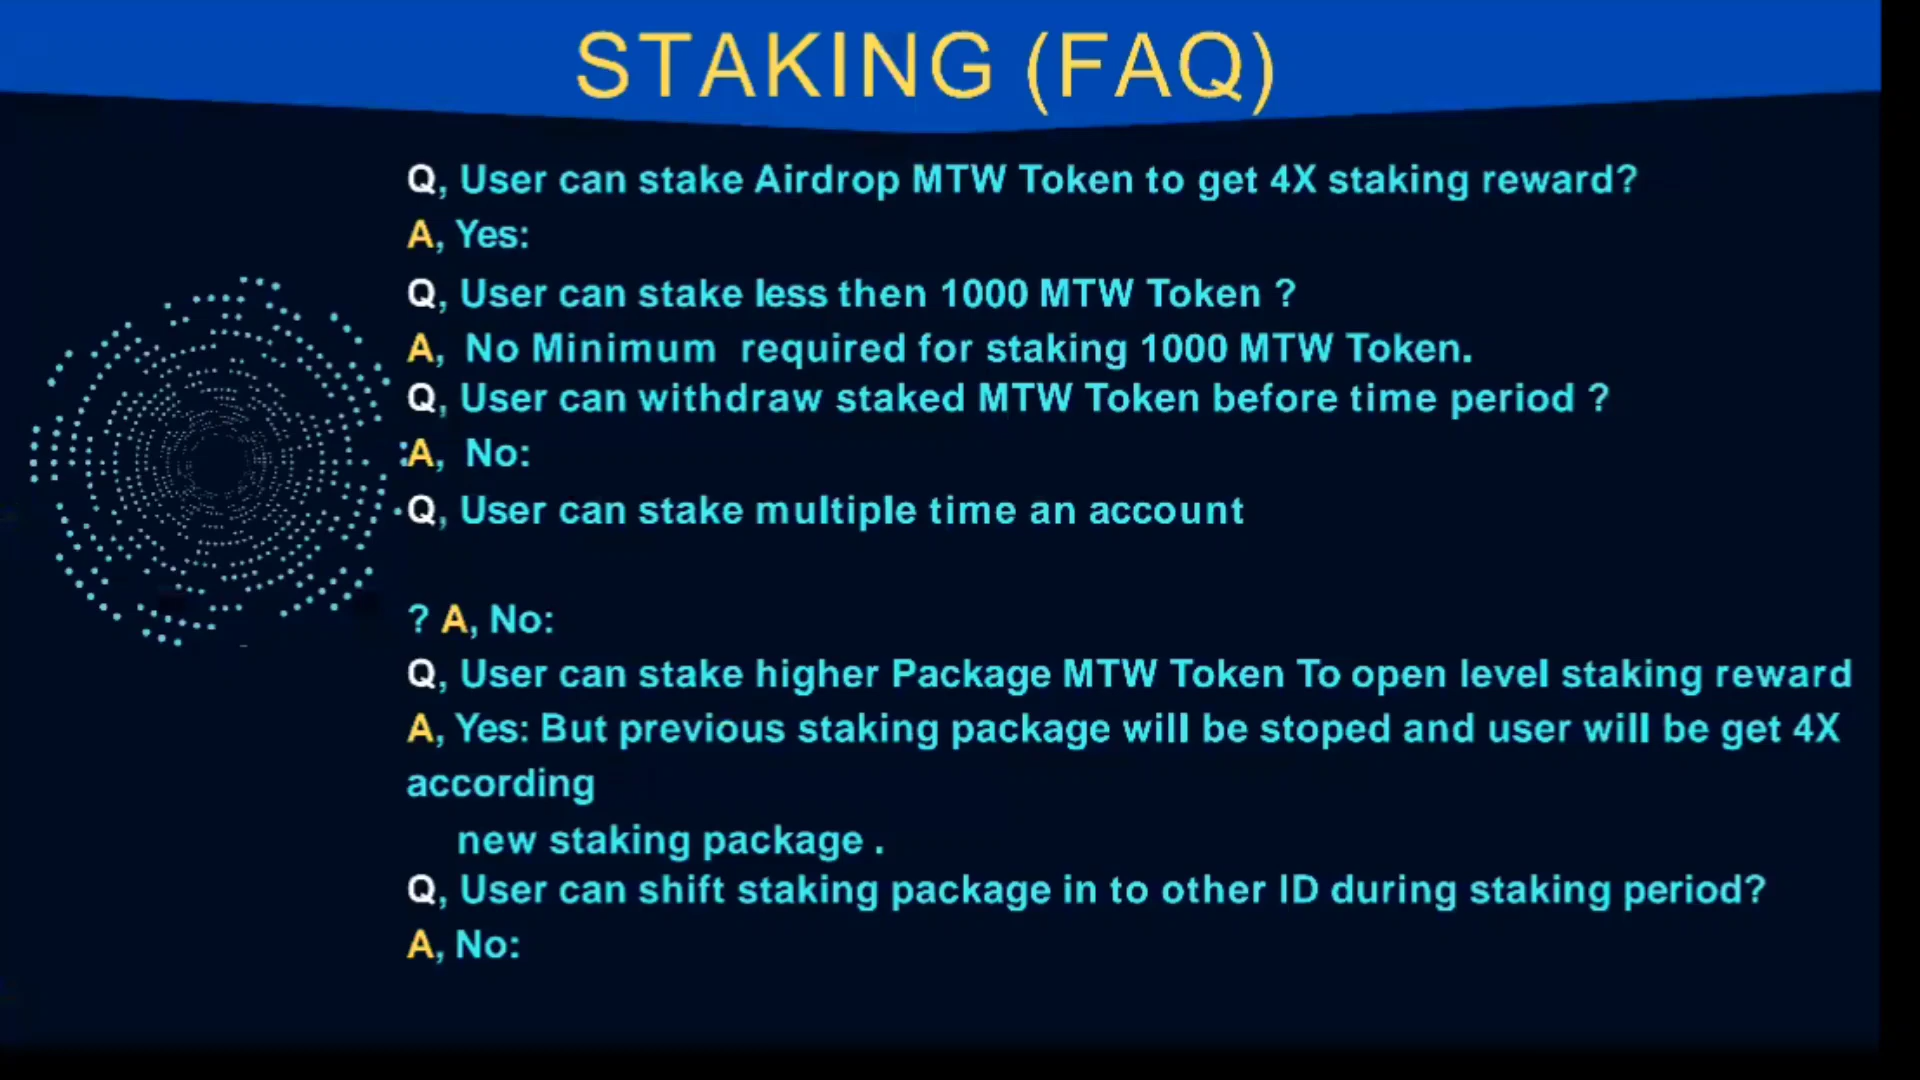 STAKING (FAQ)
Q, User can stake Airdrop MTW Token to get 4X staking reward?
A, Yes:
Q, User can stake less then 1000 MTW Token ?
A, No Minimum required for staking 1000 MTW Token.
Q, User can withdraw staked MTW Token before time period ?
:A, No:
Q, User can stake multiple time an account
? A, No:
Q, User can stake higher Package MTW Token To open level staking reward
A, Yes: But previous staking package will be stoped and user will be get 4X
according
new staking package .
Q, User can shift staking package in to other ID during staking period?
A, No: